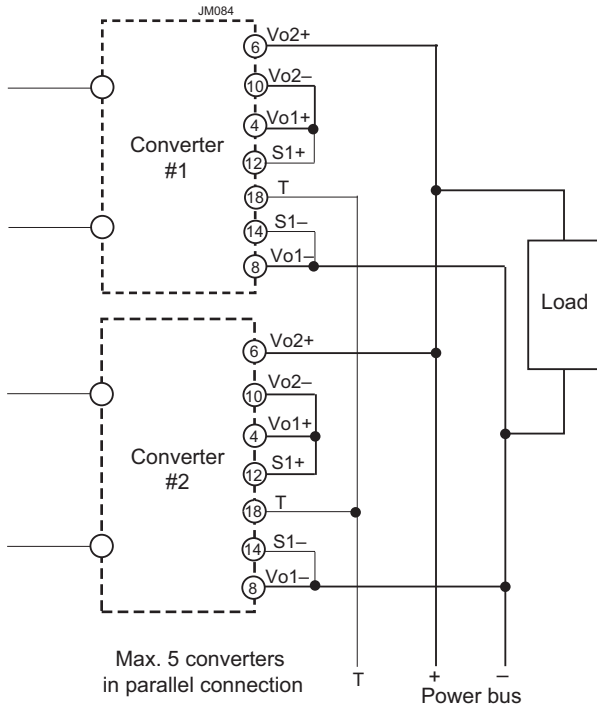 JM084
6
Vo2+
10
Vo2–
4
Vo1+
12
S1+
18
T
14
S1–
8
Vo1–
Converter
#1
Load
6
Vo2+
10
Vo2–
4
Vo1+
12
S1+
18
T
14
S1–
8
Vo1–
Converter
#2
Max. 5 converters
in parallel connection
T
+
–
Power bus